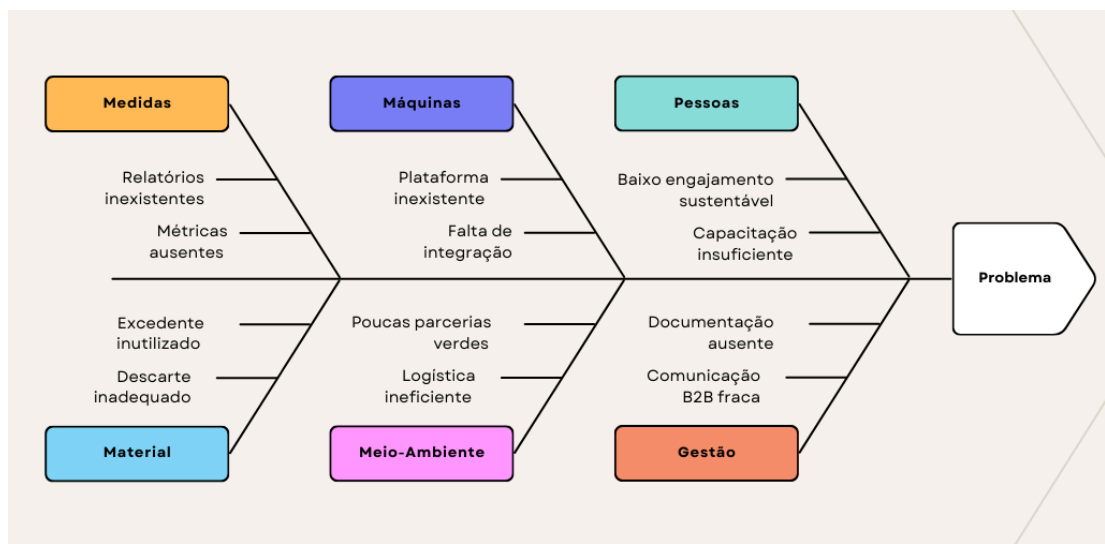 Medidas
Máquinas
Pessoas
Relatórios
inexistentes
Métricas
ausentes
Plataforma
inexistente
Falta de
integração
Baixo engajamento
sustentável
Capacitação
insuficiente
Problema
Excedente
inutilizado
Descarte
inadequado
Poucas parcerias
verdes
Logística
ineficiente
Documentação
ausente
Comunicação
B2B fraca
Material
Meio-Ambiente
Gestão